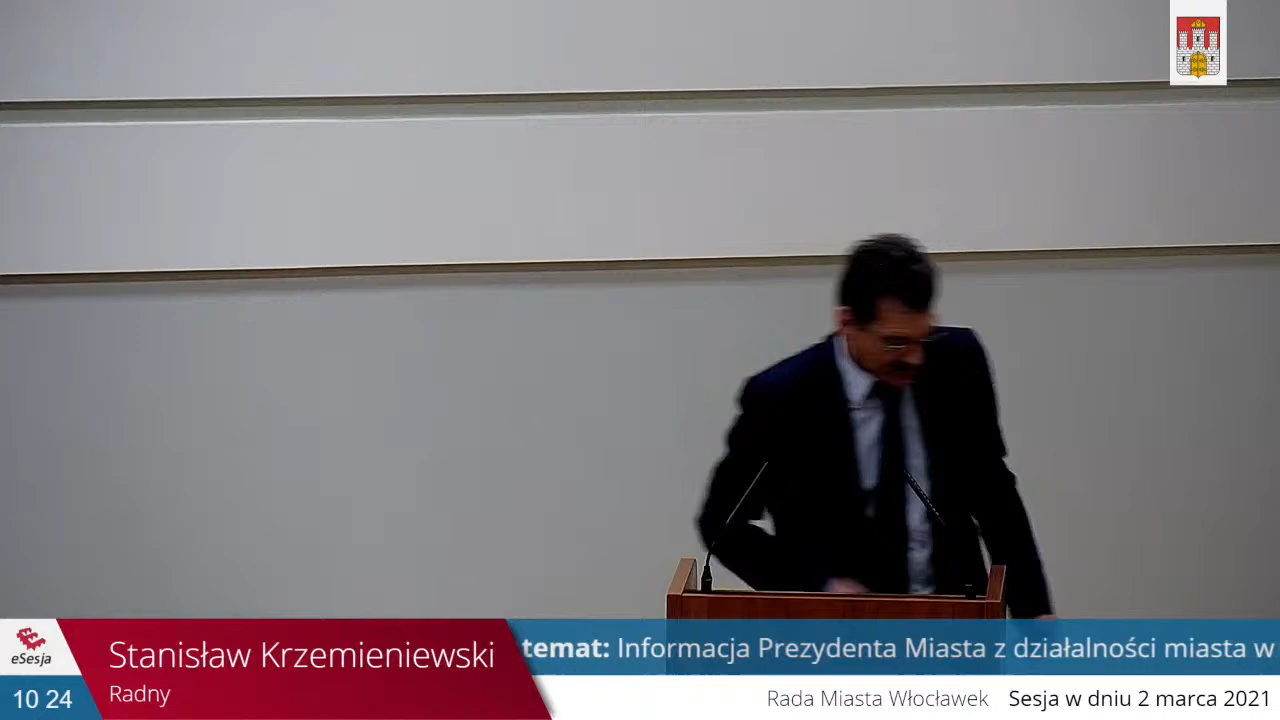 eSesja
10 24
Stanisław Krzemieniewski
Radny
temat: Informacja Prezydenta Miasta z działalności miasta w
Rada Miasta Włocławek Sesja w dniu 2 marca 2021